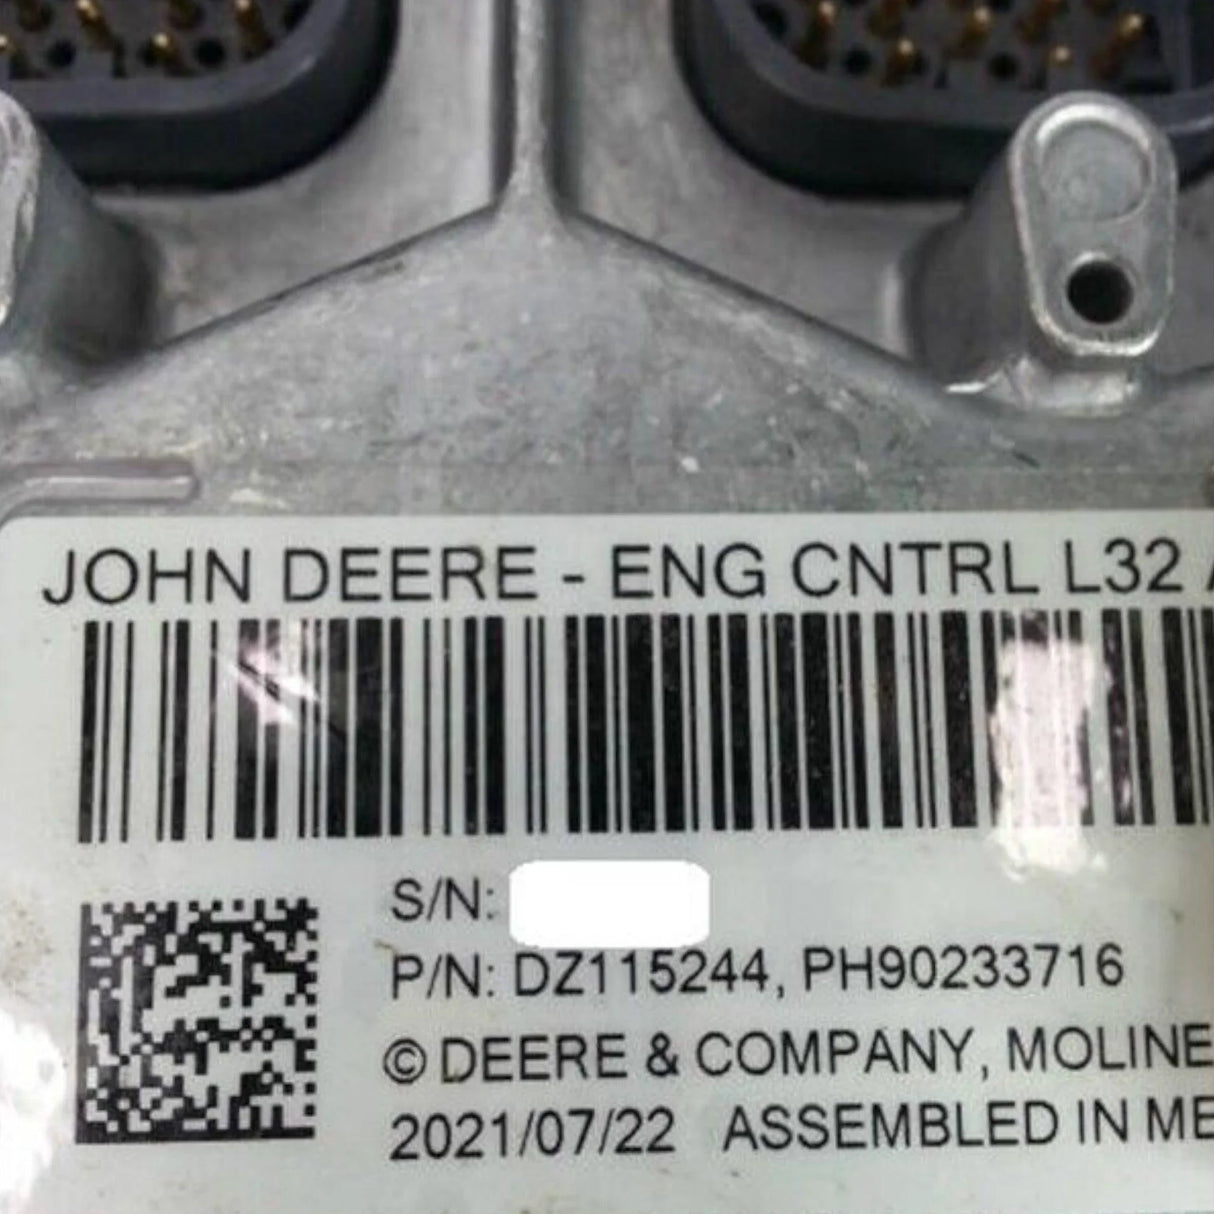 JOHN DEERE - ENG CNTRL L32
S/N:
P/N: DZ115244, PH90233716
© DEERE & COMPANY, MOLINE
2021/07/22 ASSEMBLED IN